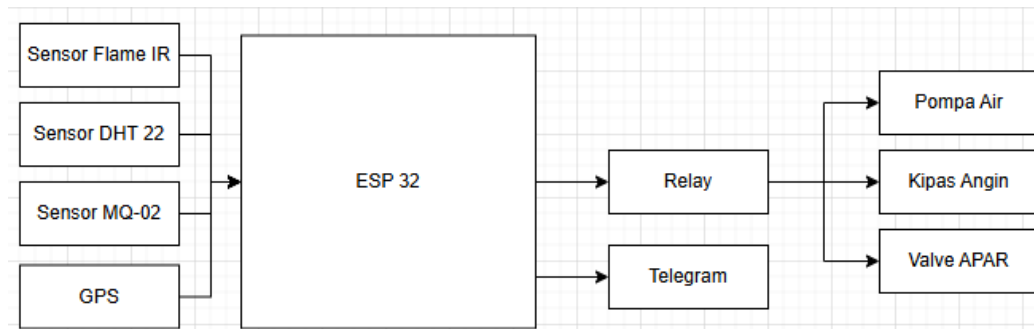 Sensor Flame IR
Sensor DHT 22
Sensor MQ-02
GPS
ESP 32
Relay
Telegram
Pompa Air
Kipas Angin
Valve APAR